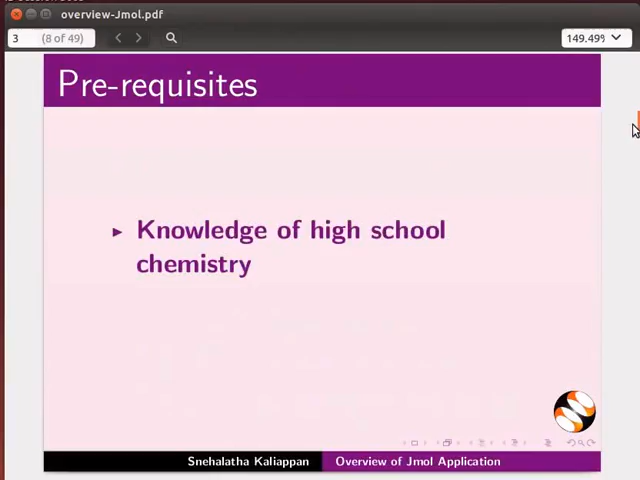 overview-Jmol.pdf
3 (8 of 49) 149.49%
Pre-requisites
Knowledge of high school
chemistry
Snehalatha Kaliappan Overview of Jmol Application